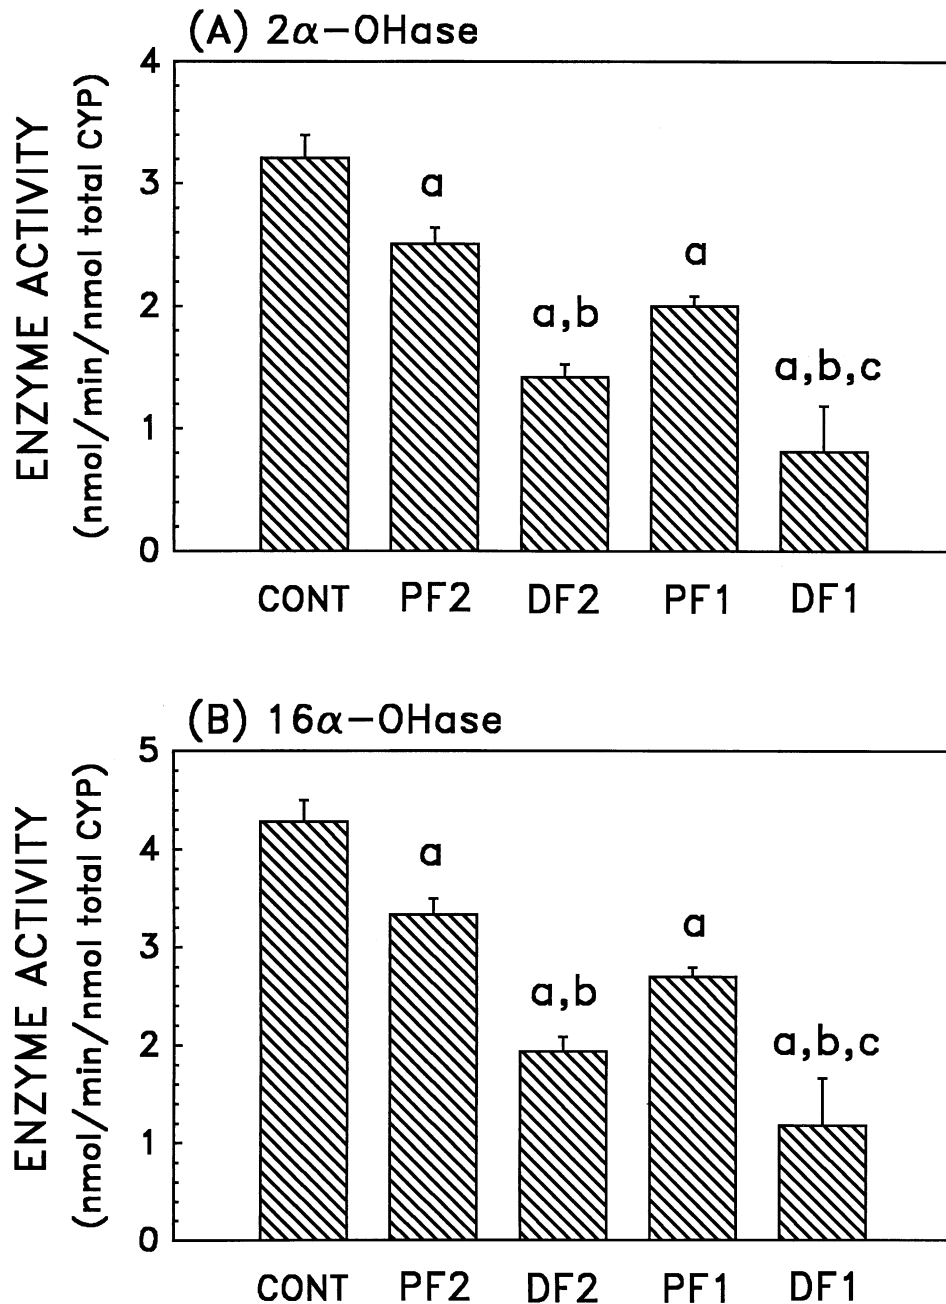 (A) 2α–OHase
ENZYME ACTIVITY
(nmol/min/nmol total CYP)
4
3
2
1
0
a
a,b
a
a,b,c
CONT PF2 DF2 PF1 DF1
(B) 16α–OHase
ENZYME ACTIVITY
(nmol/min/nmol total CYP)
5
4
3
2
1
0
a
a,b
a
a,b,c
CONT PF2 DF2 PF1 DF1